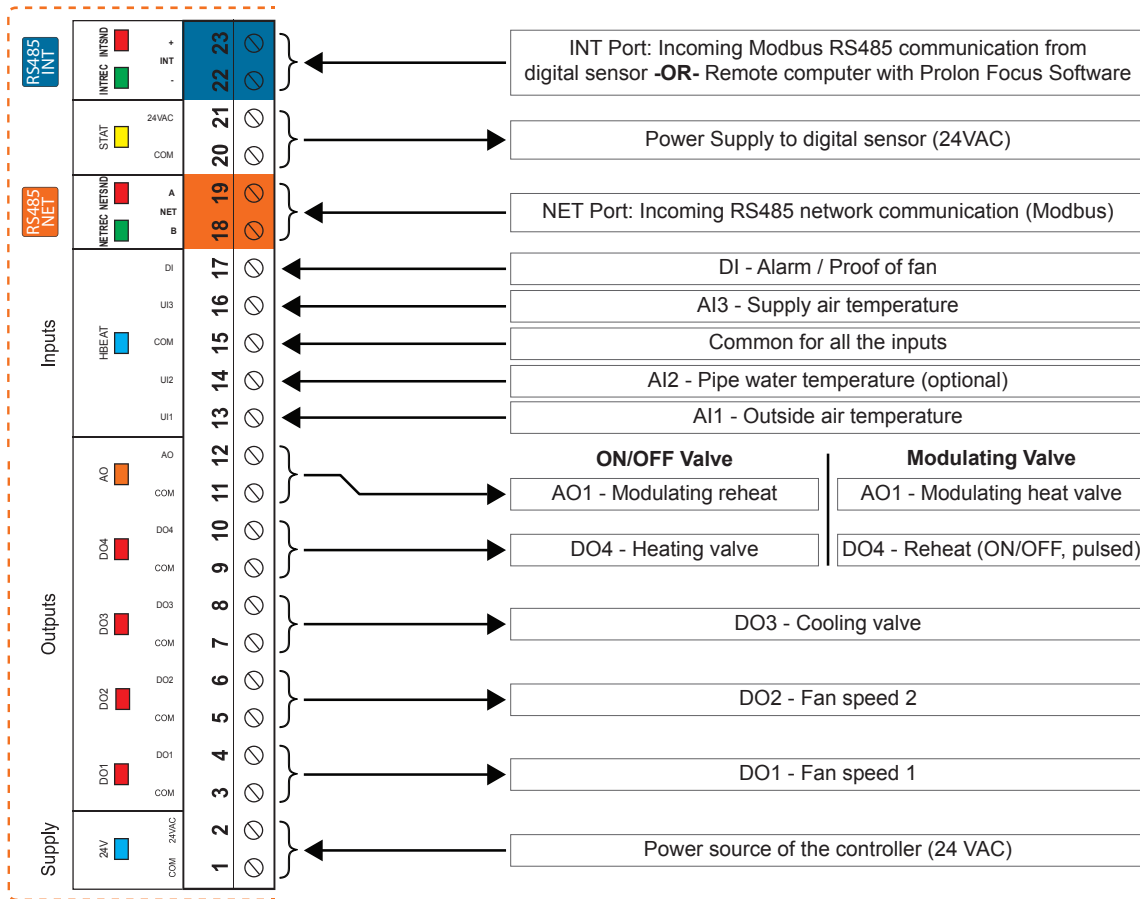 RS485 INT
INTREC INTSND
+
INT
-
23
22
INT Port: Incoming Modbus RS485 communication from
digital sensor -OR- Remote computer with Prolon Focus Software
STAT
24VAC
COM
21
20
Power Supply to digital sensor (24VAC)
RS485 NET
NETREC NETSND
A
NET
B
19
18
NET Port: Incoming RS485 network communication (Modbus)
Inputs
HBEAT
DI
17
DI - Alarm / Proof of fan
UI3
16
AI3 - Supply air temperature
COM
15
Common for all the inputs
UI2
14
AI2 - Pipe water temperature (optional)
UI1
13
AI1 - Outside air temperature
Outputs
ON/OFF Valve
Modulating Valve
AO
AO
COM
12
11
AO1 - Modulating reheat
AO1 - Modulating heat valve
DO4
DO4
COM
10
9
DO4 - Heating valve
DO4 - Reheat (ON/OFF, pulsed)
DO3
DO3
COM
8
7
DO3 - Cooling valve
DO2
DO2
COM
6
5
DO2 - Fan speed 2
DO1
DO1
COM
4
3
DO1 - Fan speed 1
Supply
24V
COM 24VAC
2
1
Power source of the controller (24 VAC)